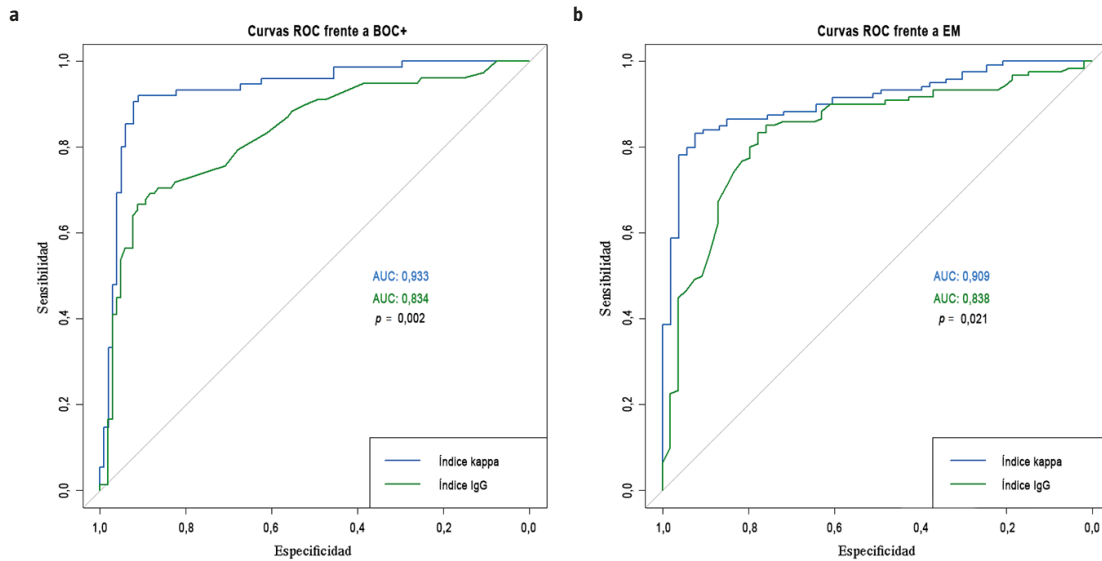 a
Curvas ROC frente a BOC+
1,0
0,8
0,6
0,4
0,2
0,0
Sensibilidad
AUC: 0,933
AUC: 0,834
p = 0,002
Índice kappa
Índice IgG
1,0 0,8 0,6 0,4 0,2 0,0
Especificidad
b
Curvas ROC frente a EM
1,0
0,8
0,6
0,4
0,2
0,0
Sensibilidad
AUC: 0,909
AUC: 0,838
p = 0,021
Índice kappa
Índice IgG
1,0 0,8 0,6 0,4 0,2 0,0
Especificidad